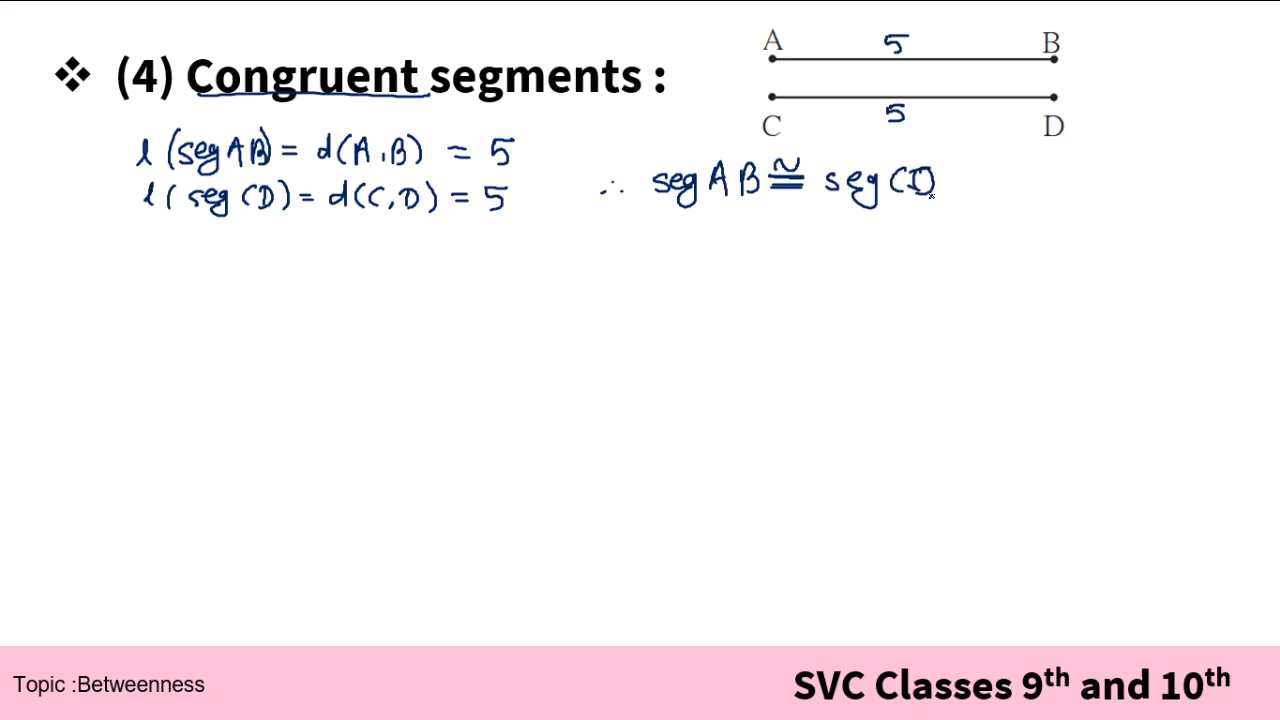 ❖ (4) Congruent segments :
A 5 B
5
C D
l (seg AB) = d(A,B) = 5
l (seg CD) = d(C,D) = 5
∴ seg AB ≅ seg CD
Topic :Betweenness
SVC Classes 9th and 10th